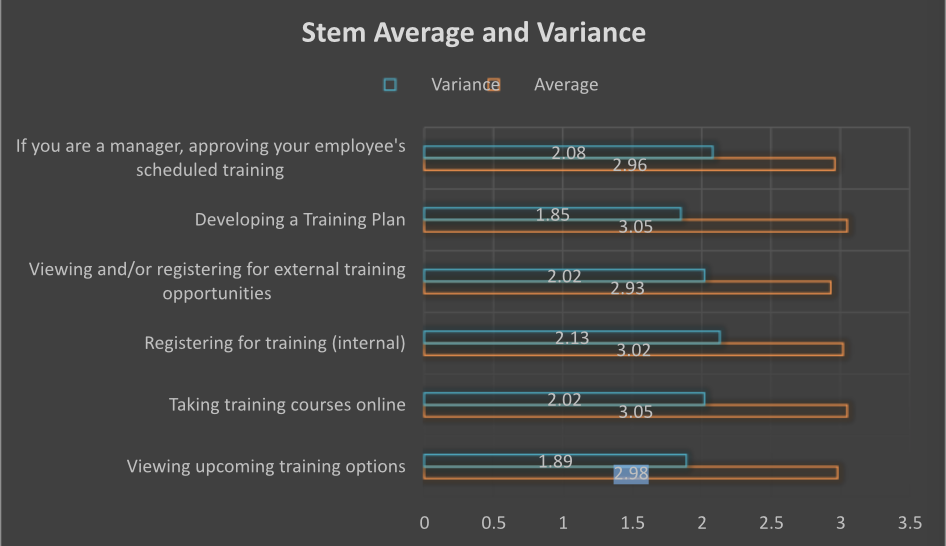 Stem Average and Variance
Variance Average
If you are a manager, approving your employee's
scheduled training
2.08
2.96
Developing a Training Plan
1.85
3.05
Viewing and/or registering for external training
opportunities
2.02
2.93
Registering for training (internal)
2.13
3.02
Taking training courses online
2.02
3.05
Viewing upcoming training options
1.89
2.98
0 0.5 1 1.5 2 2.5 3 3.5